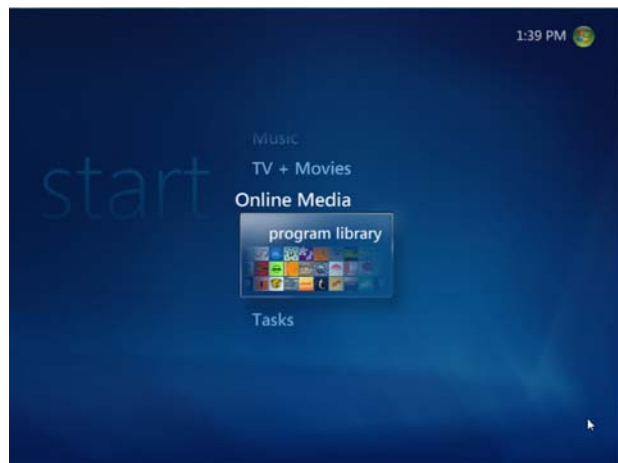 1:39 PM
start
Music
TV + Movies
Online Media
program library
Tasks